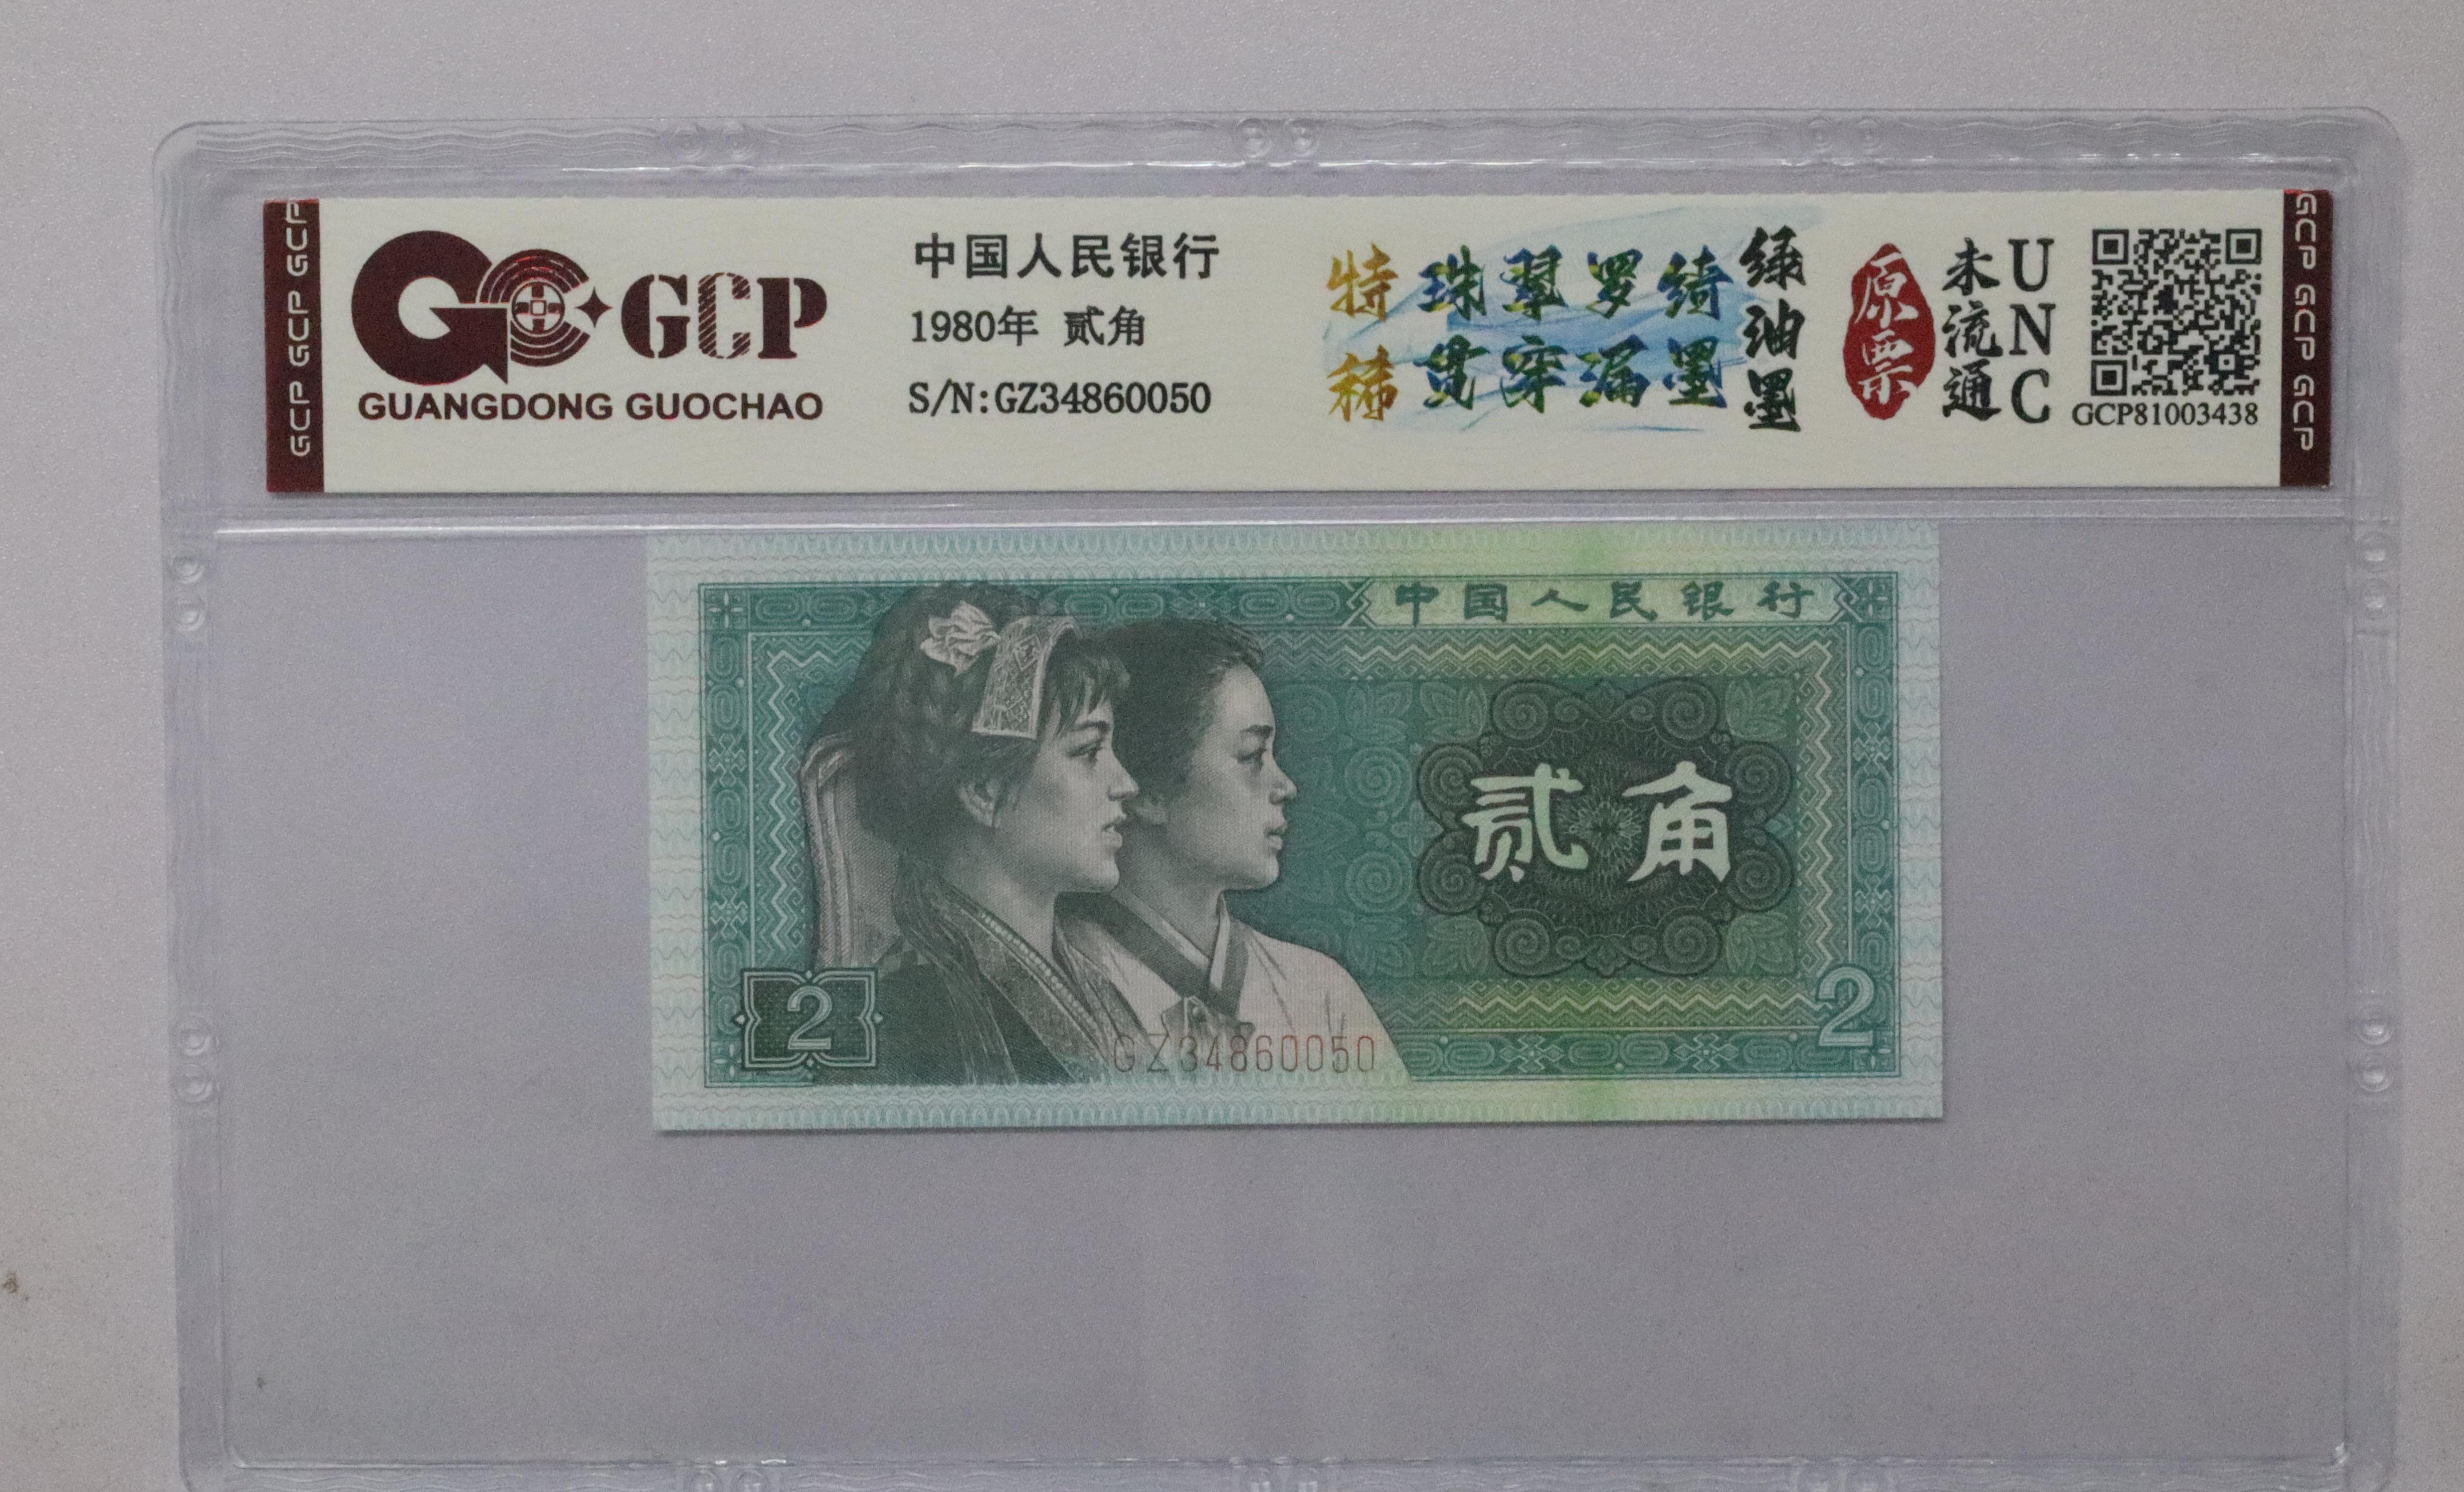 GCP GCP GCP
GCP
GUANGDONG GUOCHAO
中国人民银行
1980年 贰角
S/N:GZ34860050
特稀
珠翠罗绮
贯穿漏墨
绿油墨
原票
未流通
UNC
GCP81003438
GCP GCP GCP
中国人民银行
贰角
2
GZ34860050
2